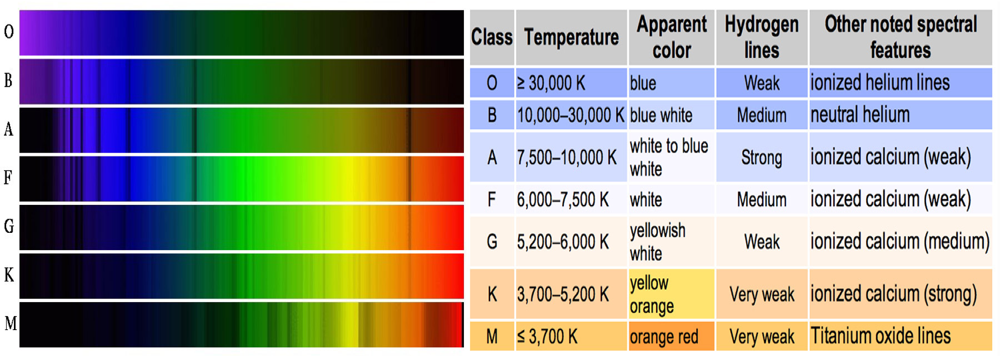 O
B
A
F
G
K
M
Class Temperature Apparent color Hydrogen lines Other noted spectral features
O ≥ 30,000 K blue Weak ionized helium lines
B 10,000–30,000 K blue white Medium neutral helium
A 7,500–10,000 K white to blue white Strong ionized calcium (weak)
F 6,000–7,500 K white Medium ionized calcium (weak)
G 5,200–6,000 K yellowish white Weak ionized calcium (medium)
K 3,700–5,200 K yellow orange Very weak ionized calcium (strong)
M ≤ 3,700 K orange red Very weak Titanium oxide lines